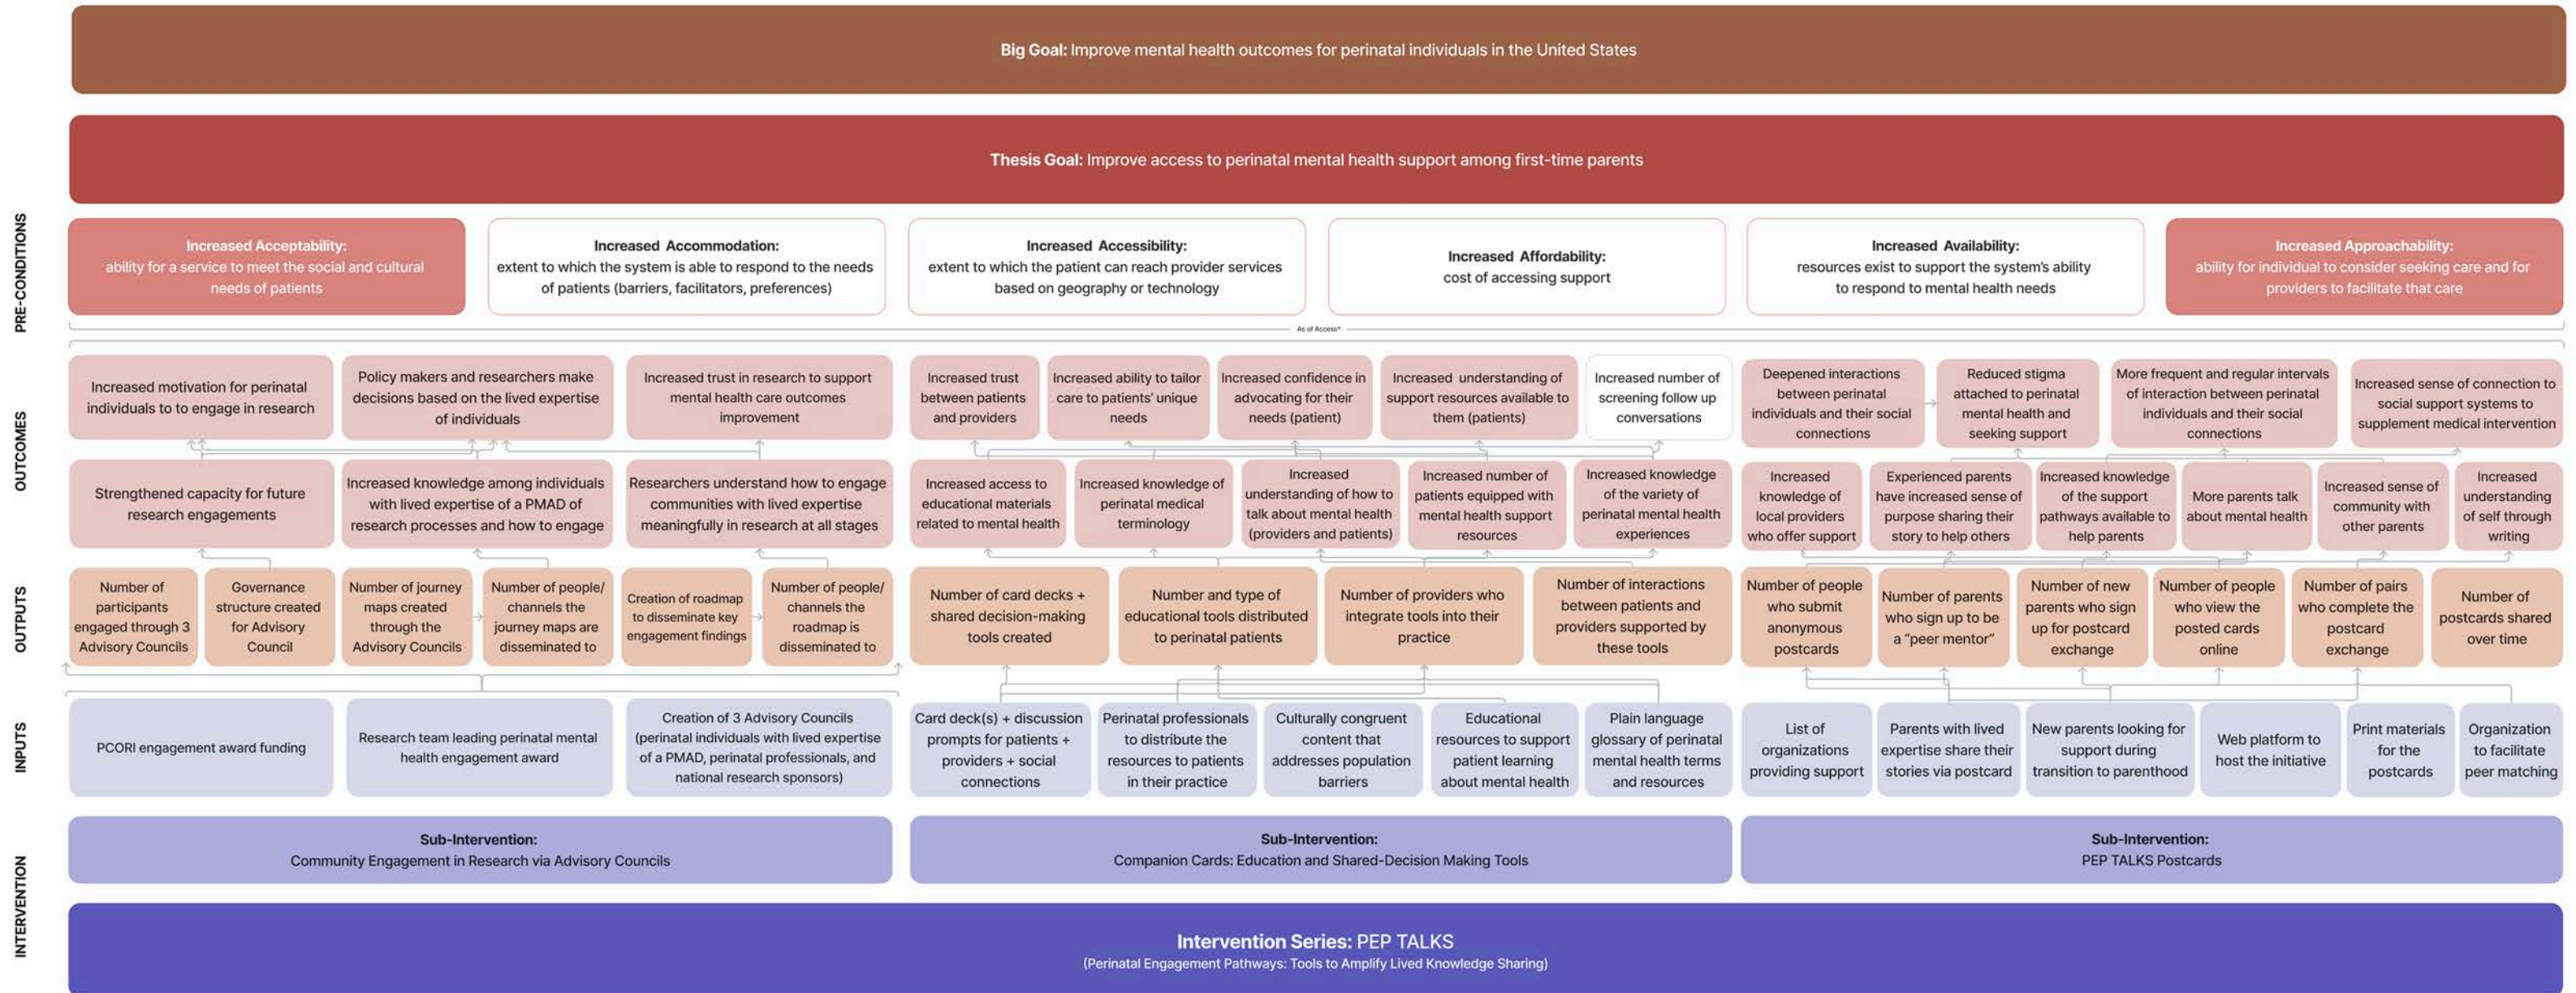 Big Goal: Improve mental health outcomes for perinatal individuals in the United States
Thesis Goal: Improve access to perinatal mental health support among first-time parents
PRE-CONDITIONS
Increased Acceptability:
ability for a service to meet the social and cultural
needs of patients
Increased Accommodation:
extent to which the system is able to respond to the needs
of patients (barriers, facilitators, preferences)
Increased Accessibility:
extent to which the patient can reach provider services
based on geography or technology
Increased Affordability:
cost of accessing support
Increased Availability:
resources exist to support the system's ability
to respond to mental health needs
Increased Approachability:
ability for individual to consider seeking care and for
providers to facilitate that care
As of Access*
OUTCOMES
Increased motivation for perinatal
individuals to to engage in research
Policy makers and researchers make
decisions based on the lived expertise
of individuals
Increased trust in research to support
mental health care outcomes
improvement
Increased trust
between patients
and providers
Increased ability to tailor
care to patients' unique
needs
Increased confidence in
advocating for their
needs (patient)
Increased understanding of
support resources available to
them (patients)
Increased number of
screening follow up
conversations
Deepened interactions
between perinatal
individuals and their social
connections
Reduced stigma
attached to perinatal
mental health and
seeking support
More frequent and regular intervals
of interaction between perinatal
individuals and their social
connections
Increased sense of connection to
social support systems to
supplement medical intervention
Strengthened capacity for future
research engagements
Increased knowledge among individuals
with lived expertise of a PMAD of
research processes and how to engage
Researchers understand how to engage
communities with lived expertise
meaningfully in research at all stages
Increased access to
educational materials
related to mental health
Increased knowledge of
perinatal medical
terminology
Increased
understanding of how to
talk about mental health
(providers and patients)
Increased number of
patients equipped with
mental health support
resources
Increased knowledge
of the variety of
perinatal mental health
experiences
Increased
knowledge of
local providers
who offer support
Experienced parents
have increased sense of
purpose sharing their
story to help others
Increased knowledge
of the support
pathways available to
help parents
More parents talk
about mental health
Increased sense of
community with
other parents
Increased
understanding
of self through
writing
OUTPUTS
Number of
participants
engaged through 3
Advisory Councils
Governance
structure created
for Advisory
Council
Number of journey
maps created
through the
Advisory Councils
Number of people/
channels the
journey maps are
disseminated to
Creation of roadmap
to disseminate key
engagement findings
Number of people/
channels the
roadmap is
disseminated to
Number of card decks +
shared decision-making
tools created
Number and type of
educational tools distributed
to perinatal patients
Number of providers who
integrate tools into their
practice
Number of interactions
between patients and
providers supported by
these tools
Number of people
who submit
anonymous
postcards
Number of parents
who sign up to be
a "peer mentor"
Number of new
parents who sign
up for postcard
exchange
Number of people
who view the
posted cards
online
Number of pairs
who complete the
postcard
exchange
Number of
postcards shared
over time
INPUTS
PCORI engagement award funding
Research team leading perinatal mental
health engagement award
Creation of 3 Advisory Councils
(perinatal individuals with lived expertise
of a PMAD, perinatal professionals, and
national research sponsors)
Card deck(s) + discussion
prompts for patients +
providers + social
connections
Perinatal professionals
to distribute the
resources to patients
in their practice
Culturally congruent
content that
addresses population
barriers
Educational
resources to support
patient learning
about mental health
Plain language
glossary of perinatal
mental health terms
and resources
List of
organizations
providing support
Parents with lived
expertise share their
stories via postcard
New parents looking for
support during
transition to parenthood
Web platform to
host the initiative
Print materials
for the
postcards
Organization
to facilitate
peer matching
INTERVENTION
Sub-Intervention:
Community Engagement in Research via Advisory Councils
Sub-Intervention:
Companion Cards: Education and Shared-Decision Making Tools
Sub-Intervention:
PEP TALKS Postcards
Intervention Series: PEP TALKS
(Perinatal Engagement Pathways: Tools to Amplify Lived Knowledge Sharing)